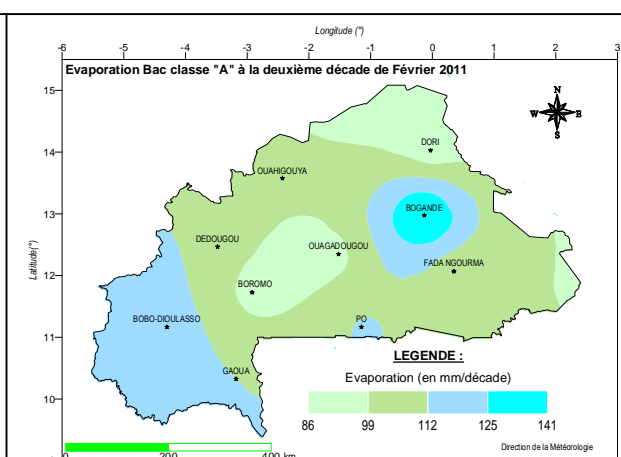 Longitude (°)
-6 -5 -4 -3 -2 -1 0 1 2 3
Evaporation Bac classe "A" à la deuxième décade de Février 2011
15
N
W E
S
DORI
14
OUAHIGOUYA
BOGANDE
13
DEDOUGOU
OUAGADOUGOU
Latitude(°)
FADA NGOURMA
12
BOROMO
BOBO-DIOULASSO
PO
11
LEGENDE :
GAOUA
Evaporation (en mm/décade)
10
86 99 112 125 141
Direction de la Météorologie
0 200 400 km